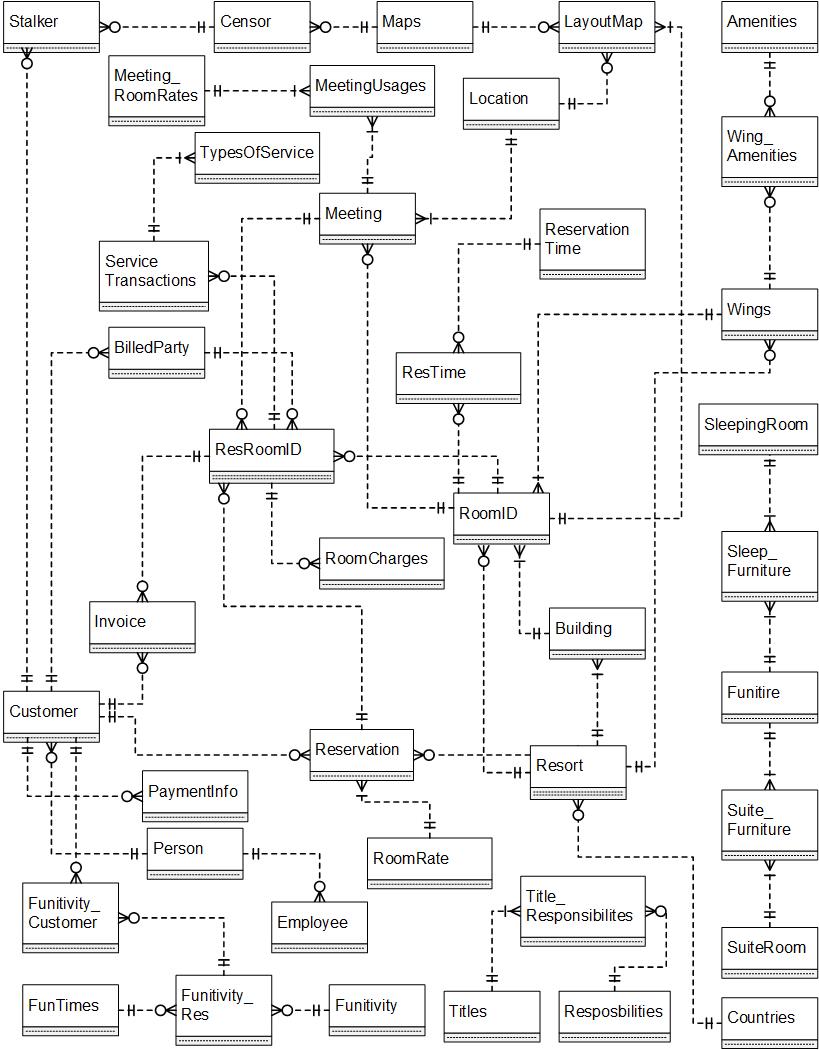 Stalker
Censor
Maps
LayoutMap
Amenities
Meeting_
RoomRates
MeetingUsages
Location
Wing_
Amenities
TypesOfService
Meeting
Reservation
Time
Service
Transactions
Wings
BilledParty
ResTime
SleepingRoom
ResRoomID
RoomID
Sleep_
Furniture
RoomCharges
Invoice
Building
Funitire
Customer
Reservation
Resort
PaymentInfo
Suite_
Furniture
Person
RoomRate
Funitivity_
Customer
Employee
Title_
Responsibilites
SuiteRoom
FunTimes
Funitivity_
Res
Funitivity
Titles
Resposbilities
Countries